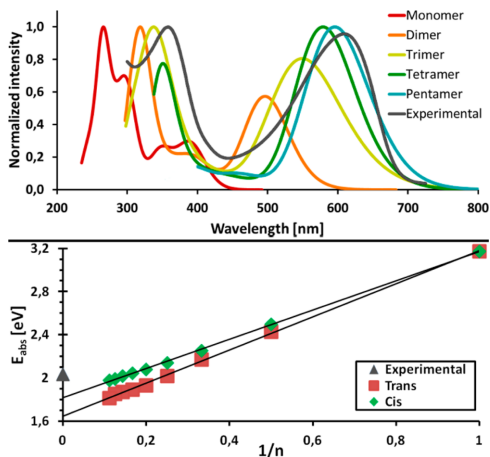 Normalized intensity
1,0
0,8
0,6
0,4
0,2
0,0
200 300 400 500 600 700 800
Wavelength [nm]
Monomer
Dimer
Trimer
Tetramer
Pentamer
Experimental
E_abs [eV]
3,2
2,8
2,4
2
1,6
0 0,2 0,4 0,6 0,8 1
1/n
Experimental
Trans
Cis